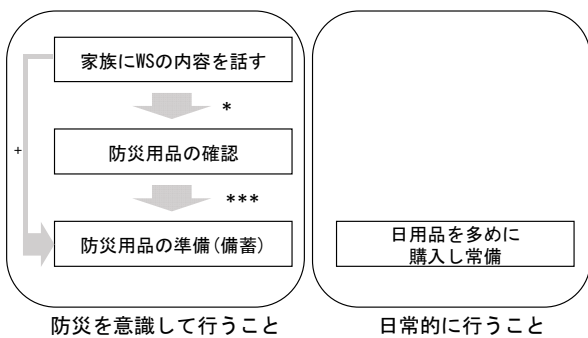 家族にWSの内容を話す
*
+
防災用品の確認
***
防災用品の準備(備蓄)
日用品を多めに
購入し常備
防災を意識して行うこと
日常的に行うこと